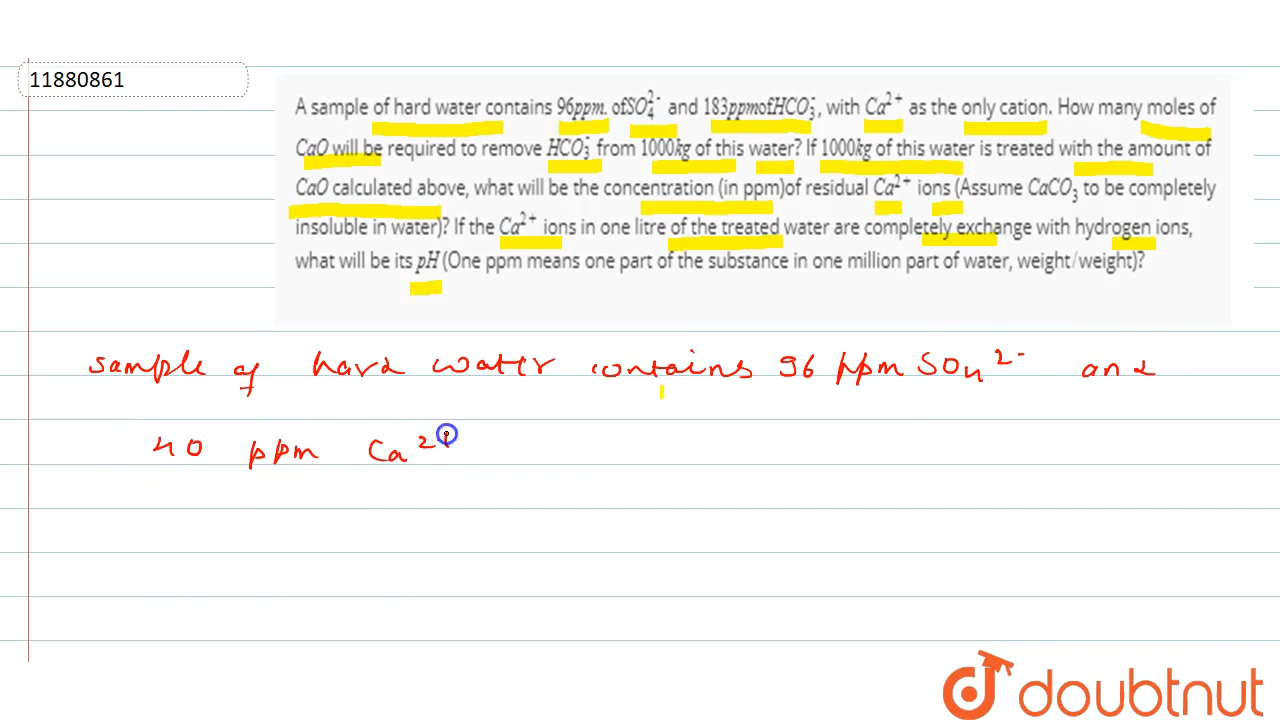 11880861
A sample of hard water contains 96ppm. ofSO₄²⁻ and 183ppmofHCO₃⁻, with Ca²⁺ as the only cation. How many moles of
CaO will be required to remove HCO₃⁻ from 1000kg of this water? If 1000kg of this water is treated with the amount of
CaO calculated above, what will be the concentration (in ppm)of residual Ca²⁺ ions (Assume CaCO₃ to be completely
insoluble in water)? If the Ca²⁺ ions in one litre of the treated water are completely exchange with hydrogen ions,
what will be its pH (One ppm means one part of the substance in one million part of water, weight/weight)?
sample of hard water contains 96 ppm SO₄²⁻ and
40 ppm Ca²⁺
doubtnut